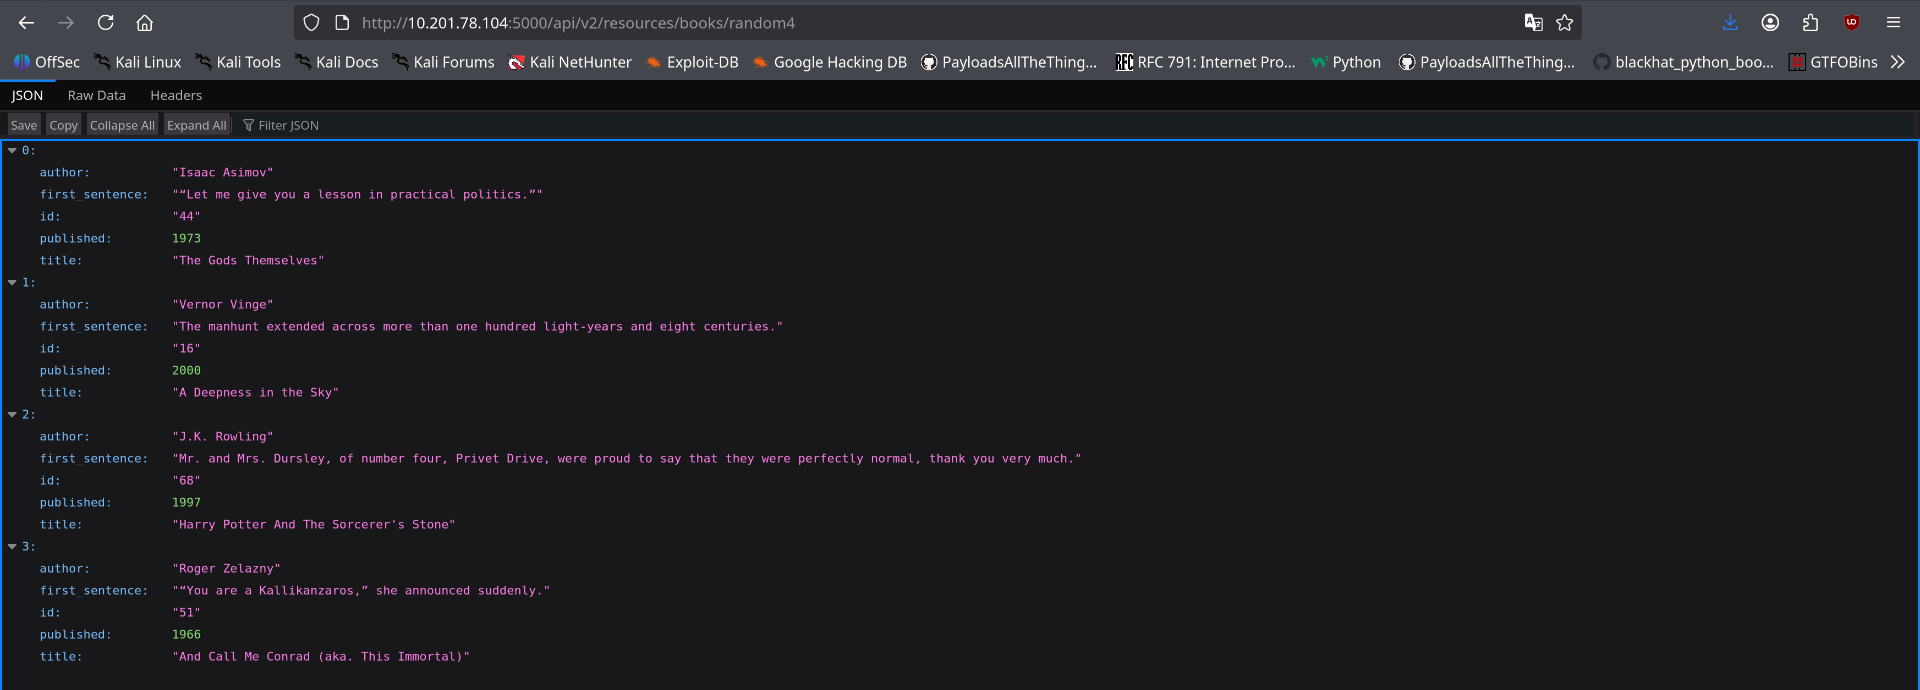 http://10.201.78.104:5000/api/v2/resources/books/random4
OffSec Kali Linux Kali Tools Kali Docs Kali Forums Kali NetHunter Exploit-DB Google Hacking DB PayloadsAllTheThing... RFC 791: Internet Pro... Python PayloadsAllTheThing... blackhat_python_boo... GTFOBins
JSON Raw Data Headers
Save Copy Collapse All Expand All Filter JSON
0:
author: "Isaac Asimov"
first_sentence: "“Let me give you a lesson in practical politics.”"
id: "44"
published: 1973
title: "The Gods Themselves"
1:
author: "Vernor Vinge"
first_sentence: "The manhunt extended across more than one hundred light-years and eight centuries."
id: "16"
published: 2000
title: "A Deepness in the Sky"
2:
author: "J.K. Rowling"
first_sentence: "Mr. and Mrs. Dursley, of number four, Privet Drive, were proud to say that they were perfectly normal, thank you very much."
id: "68"
published: 1997
title: "Harry Potter And The Sorcerer's Stone"
3:
author: "Roger Zelazny"
first_sentence: "“You are a Kallikanzaros,” she announced suddenly."
id: "51"
published: 1966
title: "And Call Me Conrad (aka. This Immortal)"